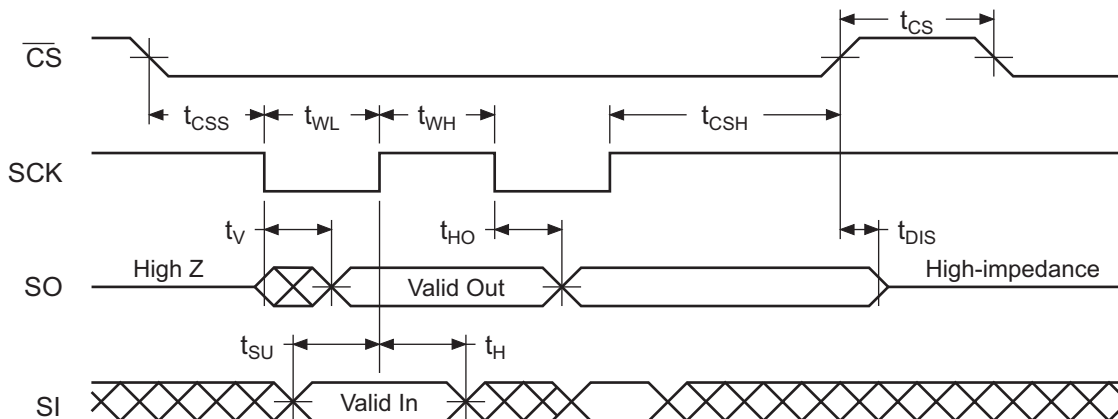 t_CS
C̅S̅
t_CSS t_WL t_WH t_CSH
SCK
t_V t_HO t_DIS
High Z High-impedance
SO Valid Out
t_SU t_H
SI Valid In